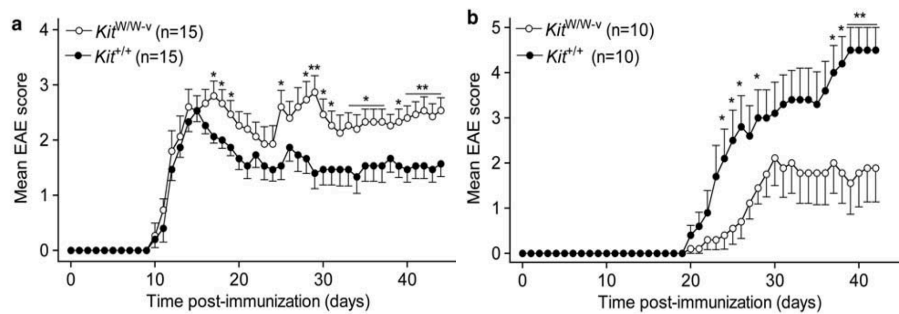 a
Kit^W/W-v (n=15)
Kit^+/+ (n=15)
Mean EAE score
4
3
2
1
0
* * * * * ** * * * * **
0 10 20 30 40
Time post-immunization (days)
b
Kit^W/W-v (n=10)
Kit^+/+ (n=10)
Mean EAE score
5
4
3
2
1
0
* * * * * * **
0 10 20 30 40
Time post-immunization (days)